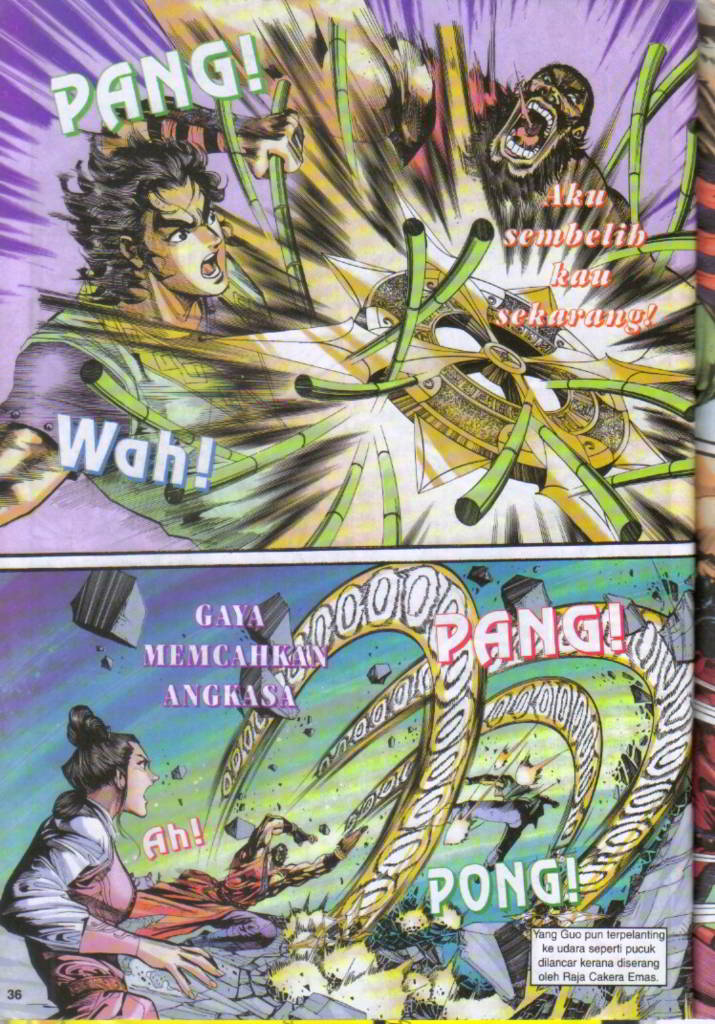 PANG!
Aku
sembelih
kau
sekarang!
Wah!
GAYA
MEMCAHKAN
ANGKASA
PANG!
Ah!
PONG!
Yang Guo pun terpelanting
ke udara seperti pucuk
dilancar kerana diserang
oleh Raja Cakera Emas.
36